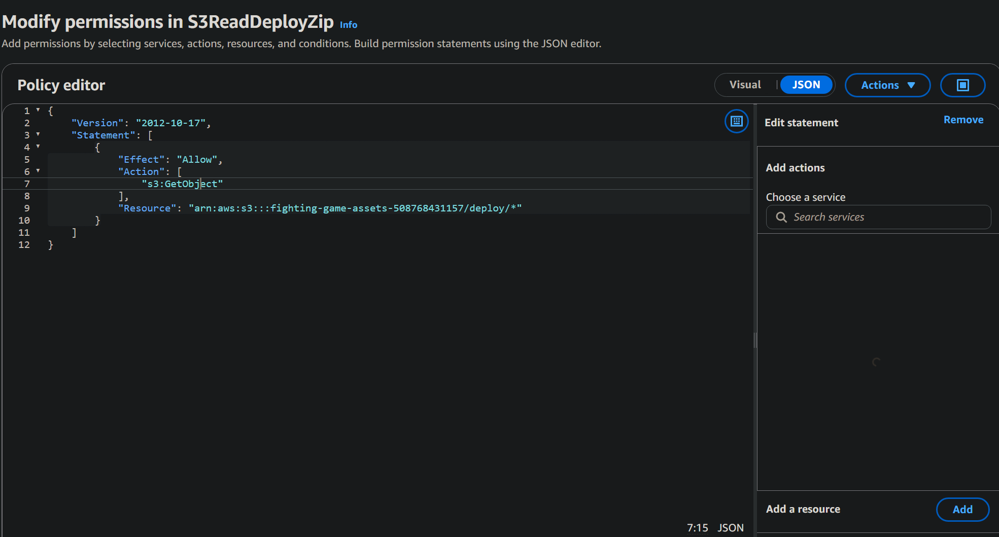 Modify permissions in S3ReadDeployZip Info
Add permissions by selecting services, actions, resources, and conditions. Build permission statements using the JSON editor.
Policy editor
Visual
JSON
Actions
1 {
2 "Version": "2012-10-17",
3 "Statement": [
4 {
5 "Effect": "Allow",
6 "Action": [
7 "s3:GetObject"
8 ],
9 "Resource": "arn:aws:s3:::fighting-game-assets-508768431157/deploy/*"
10 }
11 ]
12 }
7:15 JSON
Edit statement
Remove
Add actions
Choose a service
Search services
Add a resource
Add